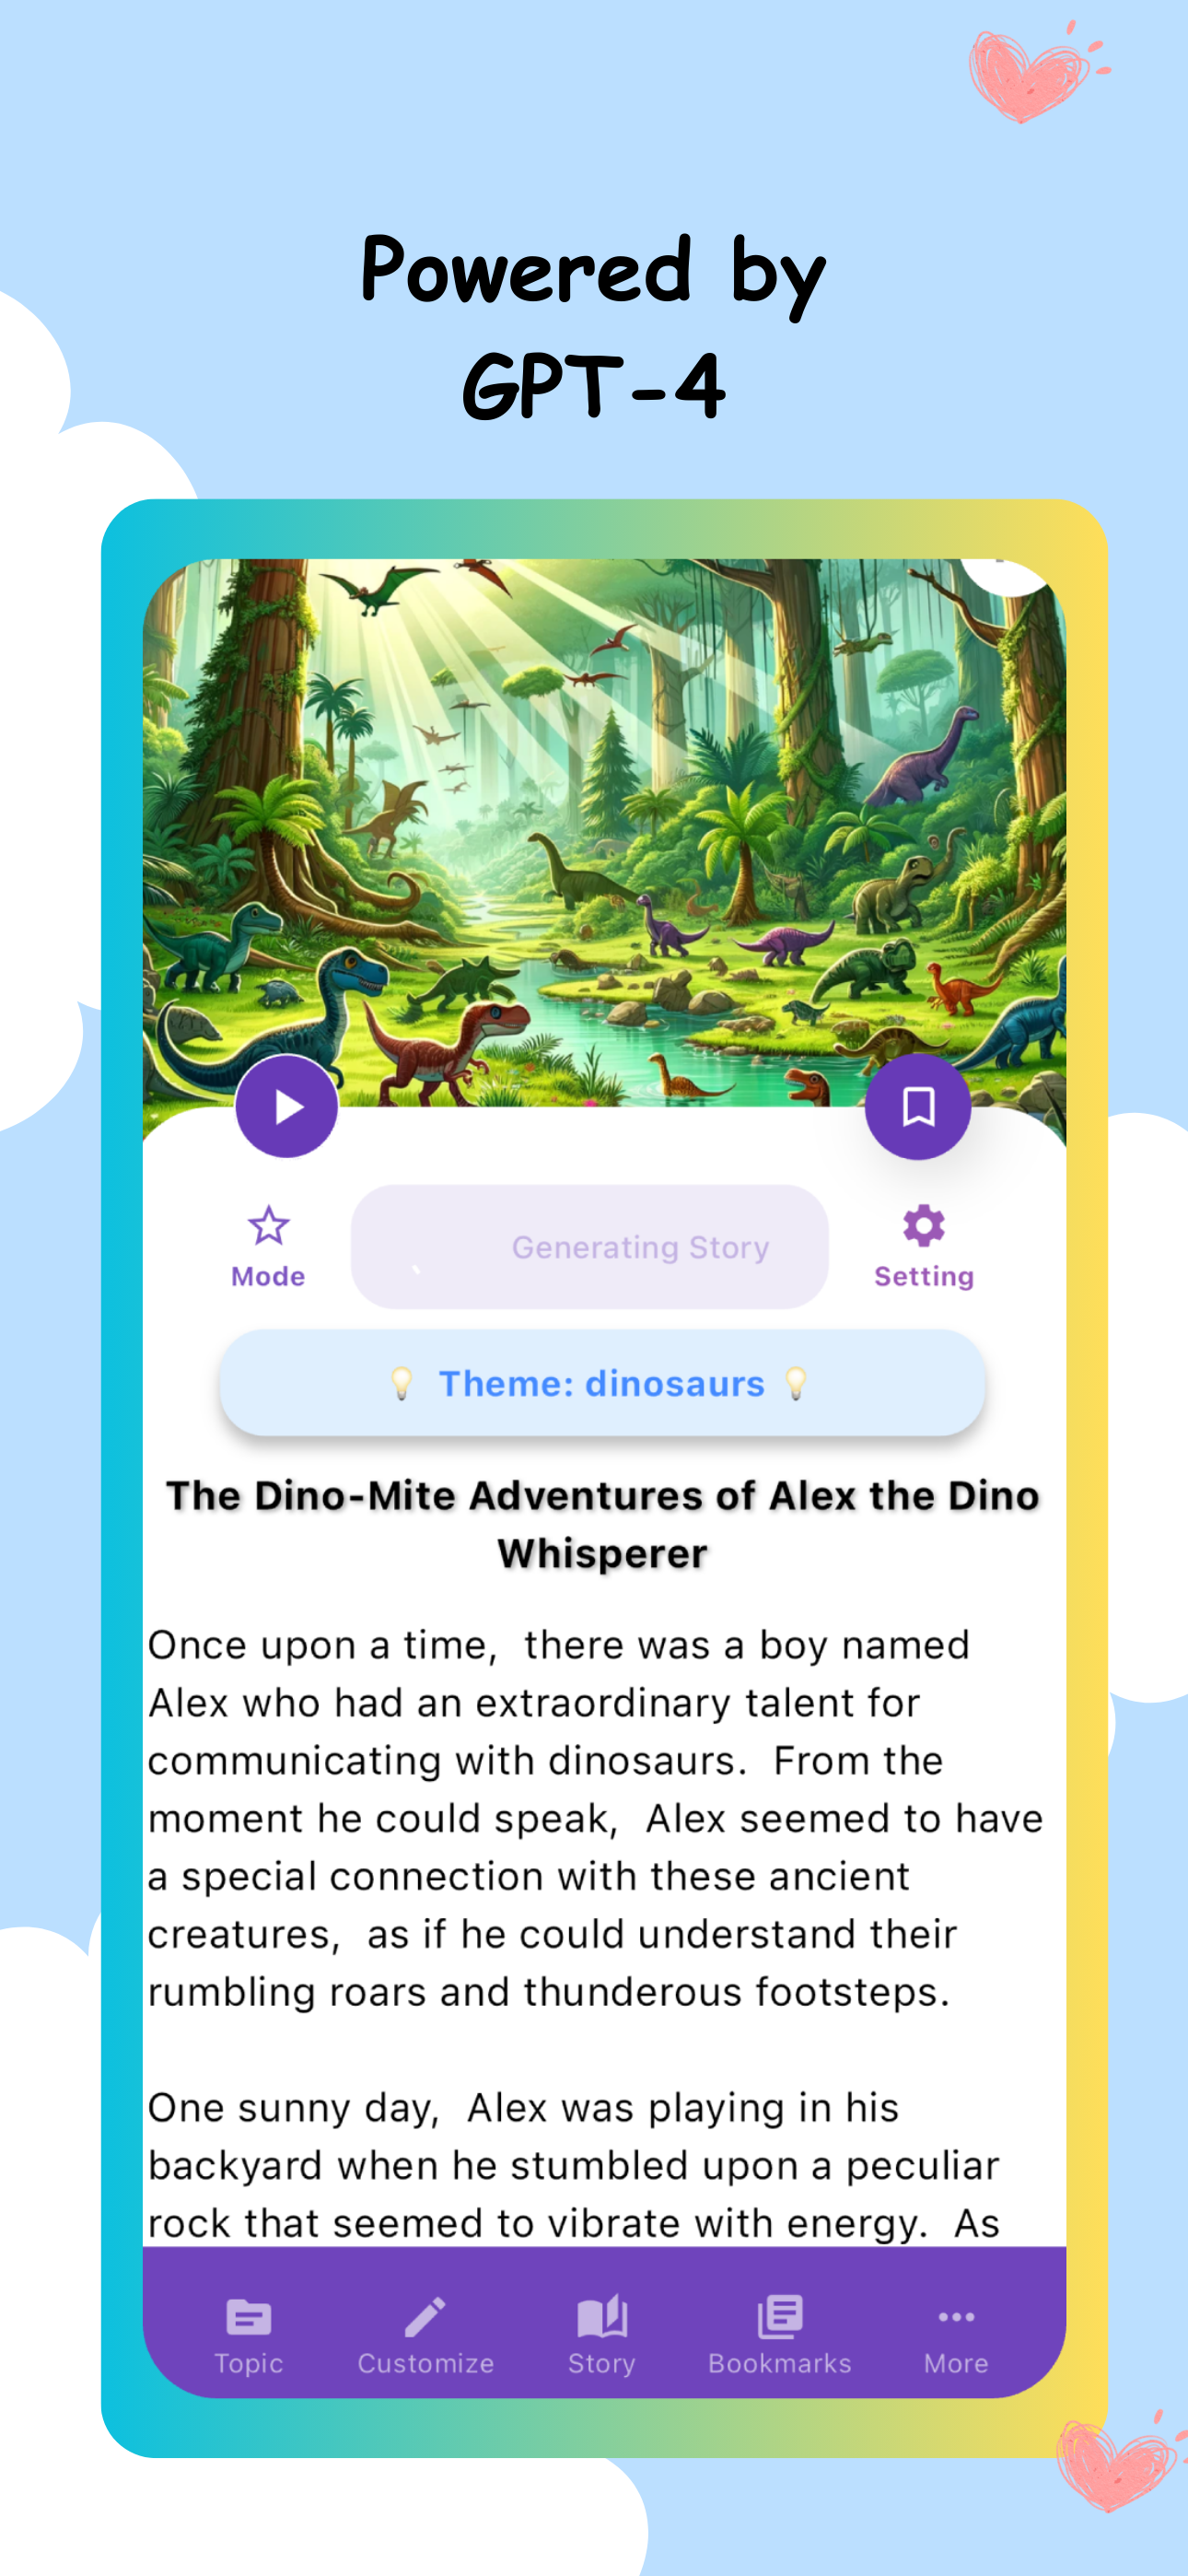 Powered by
GPT-4
Generating Story
Mode
Setting
💡 Theme: dinosaurs 💡
The Dino-Mite Adventures of Alex the Dino
Whisperer
Once upon a time,  there was a boy named
Alex who had an extraordinary talent for
communicating with dinosaurs.  From the
moment he could speak,  Alex seemed to have
a special connection with these ancient
creatures,  as if he could understand their
rumbling roars and thunderous footsteps.
One sunny day,  Alex was playing in his
backyard when he stumbled upon a peculiar
rock that seemed to vibrate with energy.  As
Topic Customize Story Bookmarks More